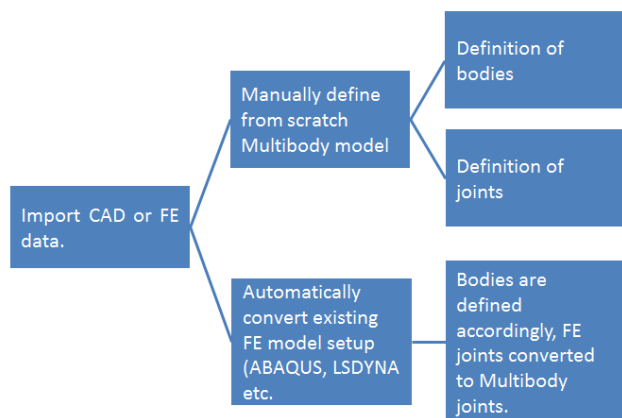 Definition of
bodies
Manually define
from scratch
Multibody model
Definition of
joints
Import CAD or FE
data.
Automatically
convert existing
FE model setup
(ABAQUS, LSDYNA
etc.
Bodies are
defined
accordingly, FE
joints converted
to Multibody
joints.